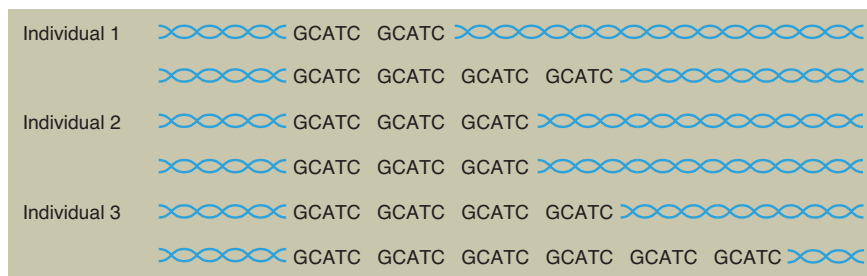 Individual 1 GCATC GCATC
GCATC GCATC GCATC GCATC
Individual 2 GCATC GCATC GCATC
GCATC GCATC GCATC
Individual 3 GCATC GCATC GCATC GCATC
GCATC GCATC GCATC GCATC GCATC GCATC